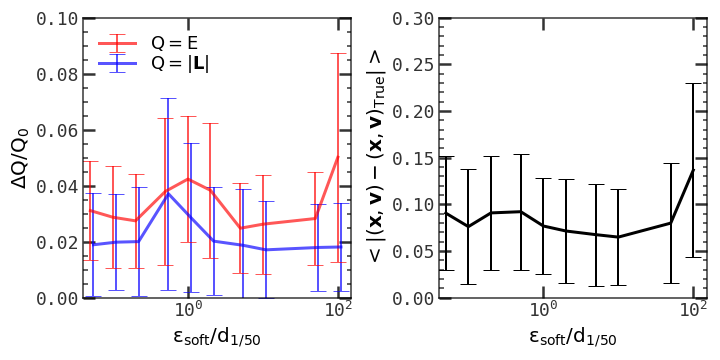 0.10
0.08
0.06
0.04
0.02
0.00
ΔQ/Q₀
Q = E
Q = |L|
10⁰
10²
ε_soft/d_1/50
0.30
0.25
0.20
0.15
0.10
0.05
0.00
< |(x, v) − (x, v)_True| >
10⁰
10²
ε_soft/d_1/50